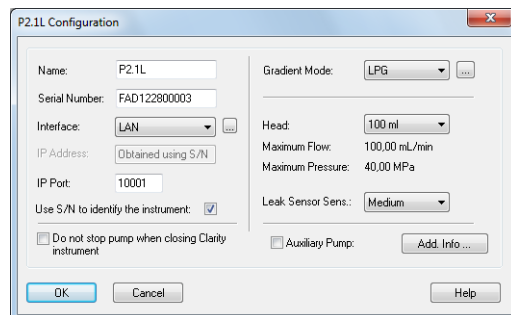 P2.1L Configuration
Name: P2.1L
Serial Number: FAD122800003
Interface: LAN ...
IP Address: Obtained using S/N
IP Port: 10001
Use S/N to identify the instrument:
Do not stop pump when closing Clarity
instrument
Gradient Mode: LPG ...
Head: 100 ml
Maximum Flow: 100,00 mL/min
Maximum Pressure: 40,00 MPa
Leak Sensor Sens.: Medium
Auxiliary Pump: Add. Info ...
OK Cancel Help